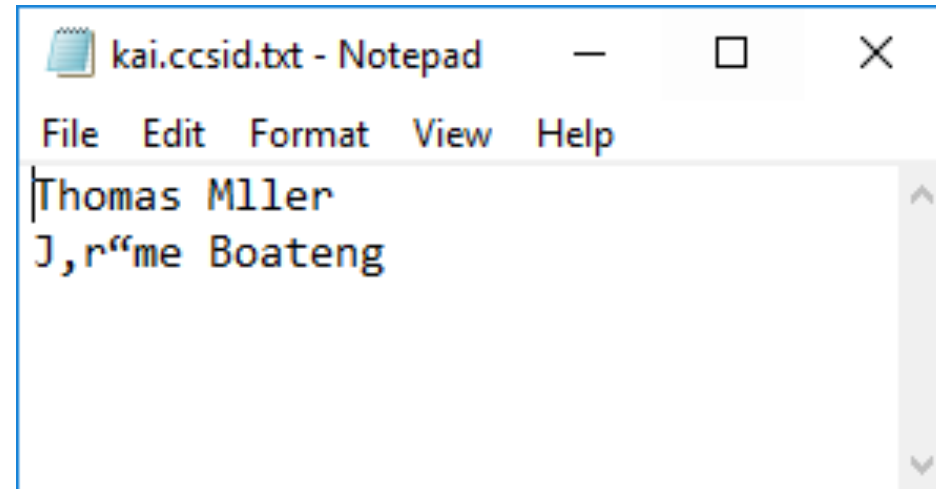 kai.ccsid.txt - Notepad
File Edit Format View Help
Thomas Mller
J‚r“me Boateng